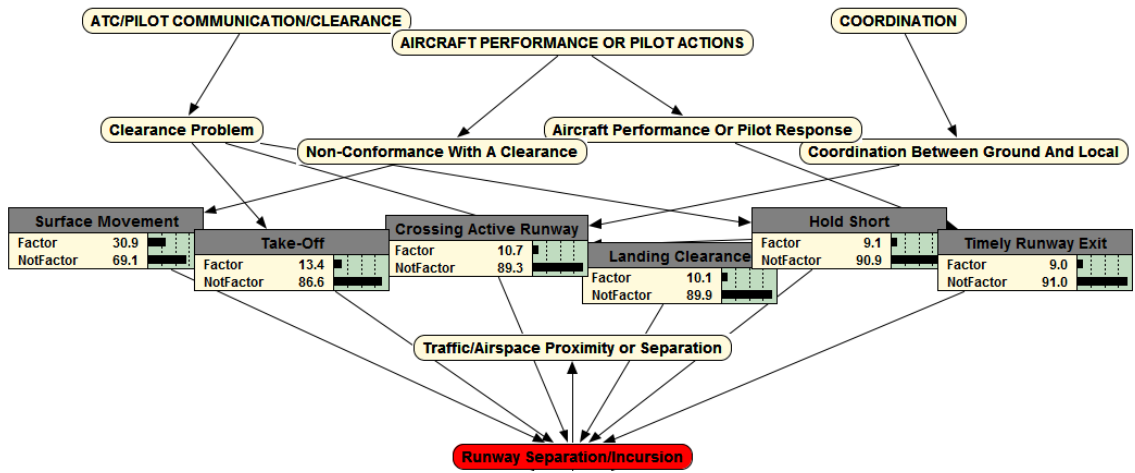 ATC/PILOT COMMUNICATION/CLEARANCE
COORDINATION
AIRCRAFT PERFORMANCE OR PILOT ACTIONS
Clearance Problem
Aircraft Performance Or Pilot Response
Non-Conformance With A Clearance
Coordination Between Ground And Local
Surface Movement
Factor 30.9
NotFactor 69.1
Take-Off
Factor 13.4
NotFactor 86.6
Crossing Active Runway
Factor 10.7
NotFactor 89.3
Landing Clearance
Factor 10.1
NotFactor 89.9
Hold Short
Factor 9.1
NotFactor 90.9
Timely Runway Exit
Factor 9.0
NotFactor 91.0
Traffic/Airspace Proximity or Separation
Runway Separation/Incursion